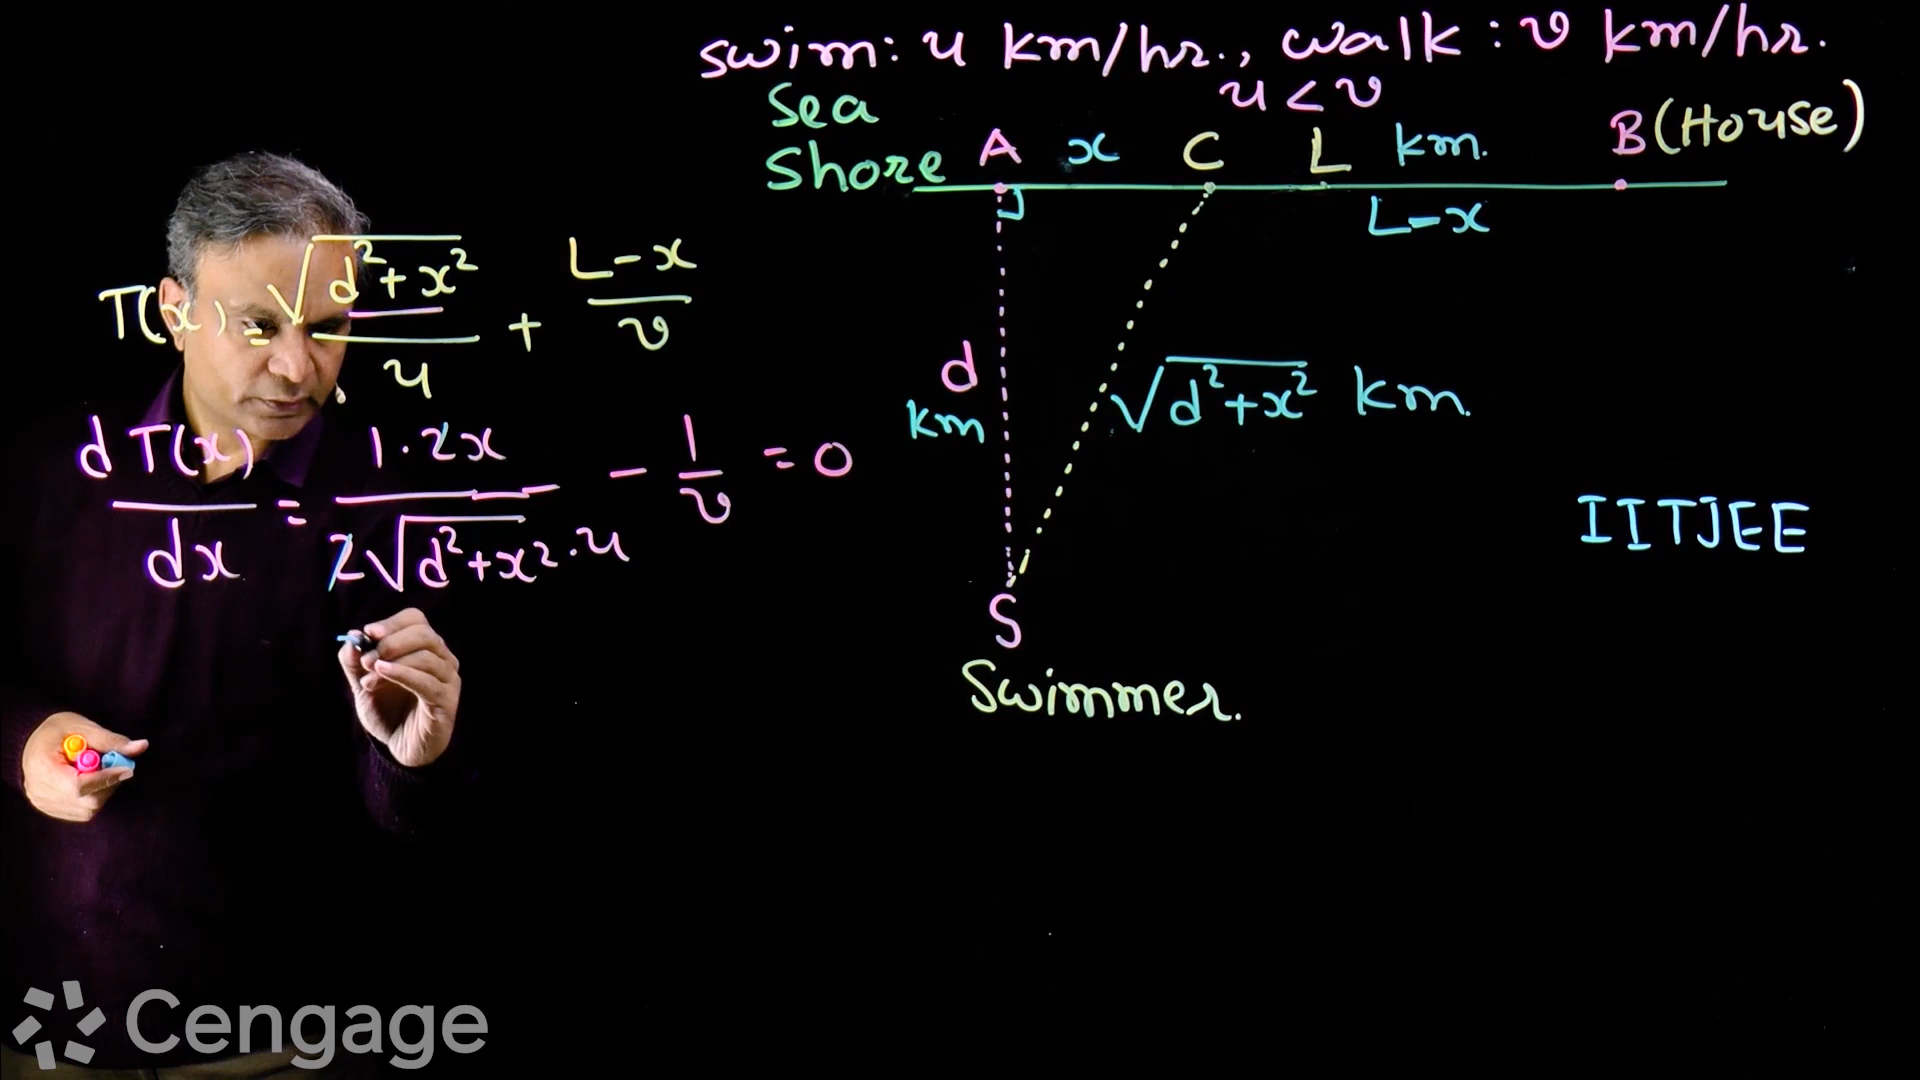 swim: u km/hr., walk: v km/hr.
u < v
Sea
Shore A x C L km. B (House)
L-x
T(x) = √(d²+x²)/u + (L-x)/v
d km
√(d²+x²) km.
dT(x)/dx = 1·2x/(2√(d²+x²)·u) - 1/v = 0
IITJEE
S
Swimmer.
Cengage